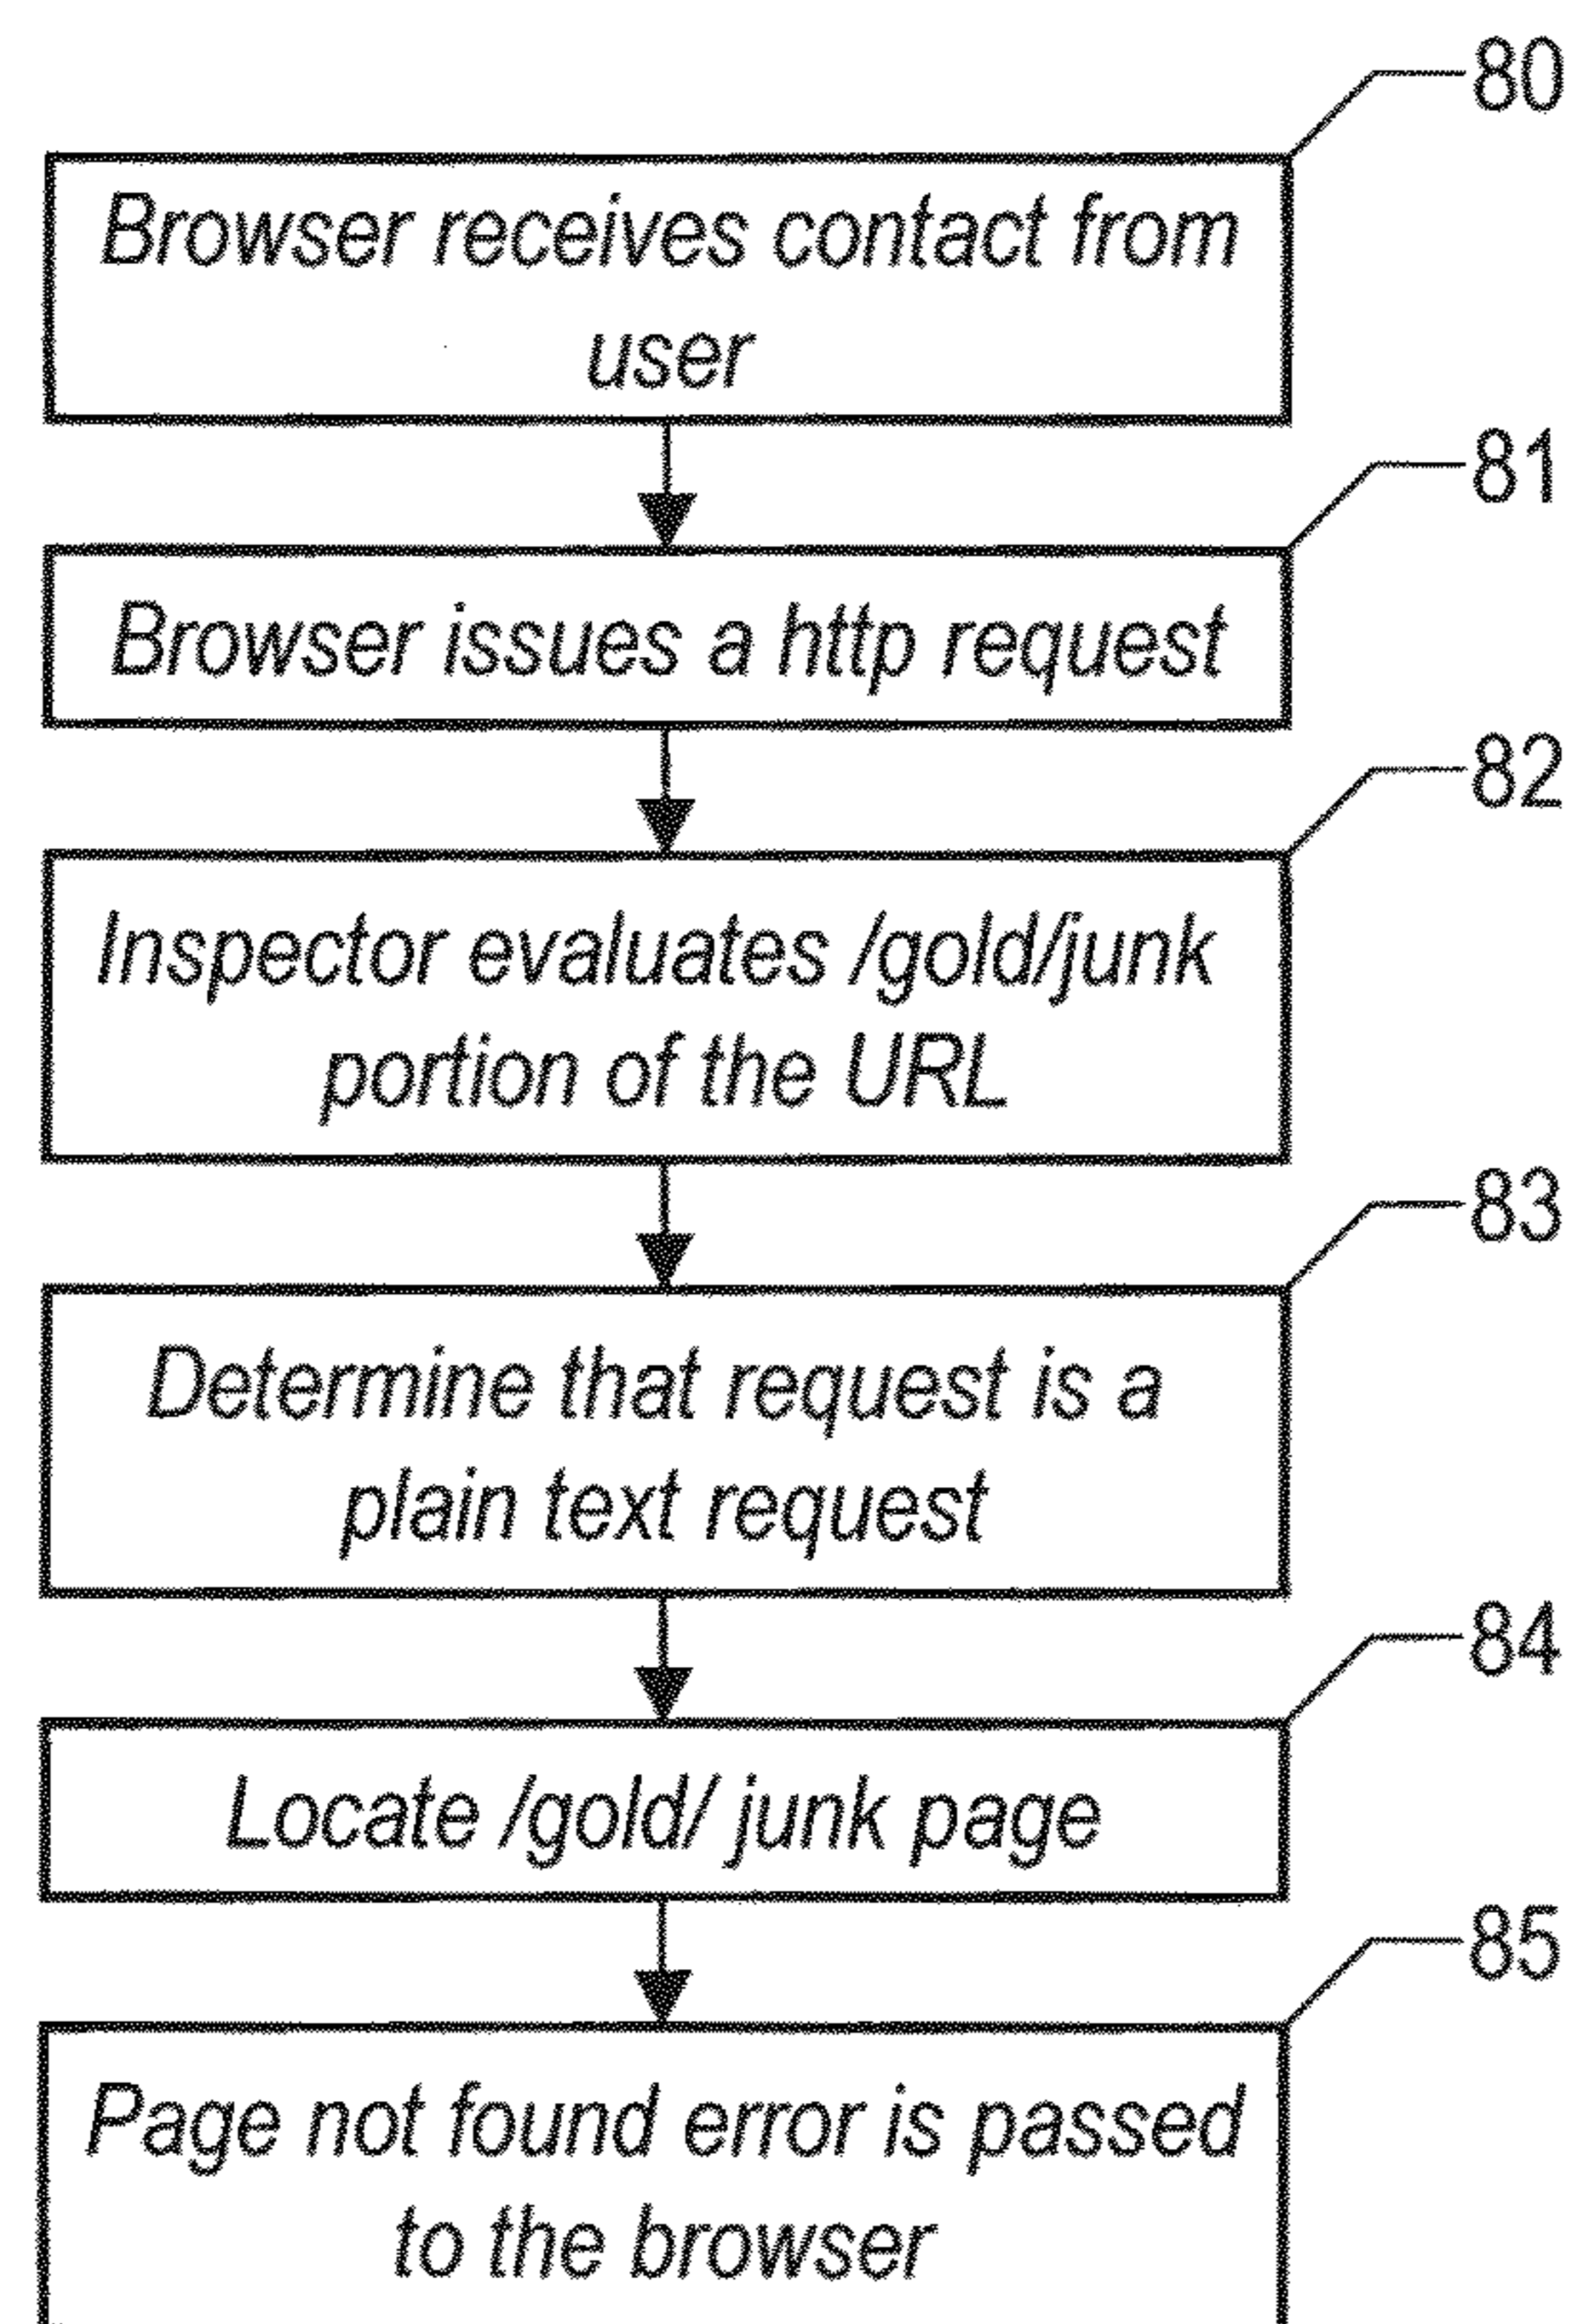 80
Browser receives contact from
user
81
Browser issues a http request
82
Inspector evaluates /gold/junk
portion of the URL
83
Determine that request is a
plain text request
84
Locate /gold/ junk page
85
Page not found error is passed
to the browser